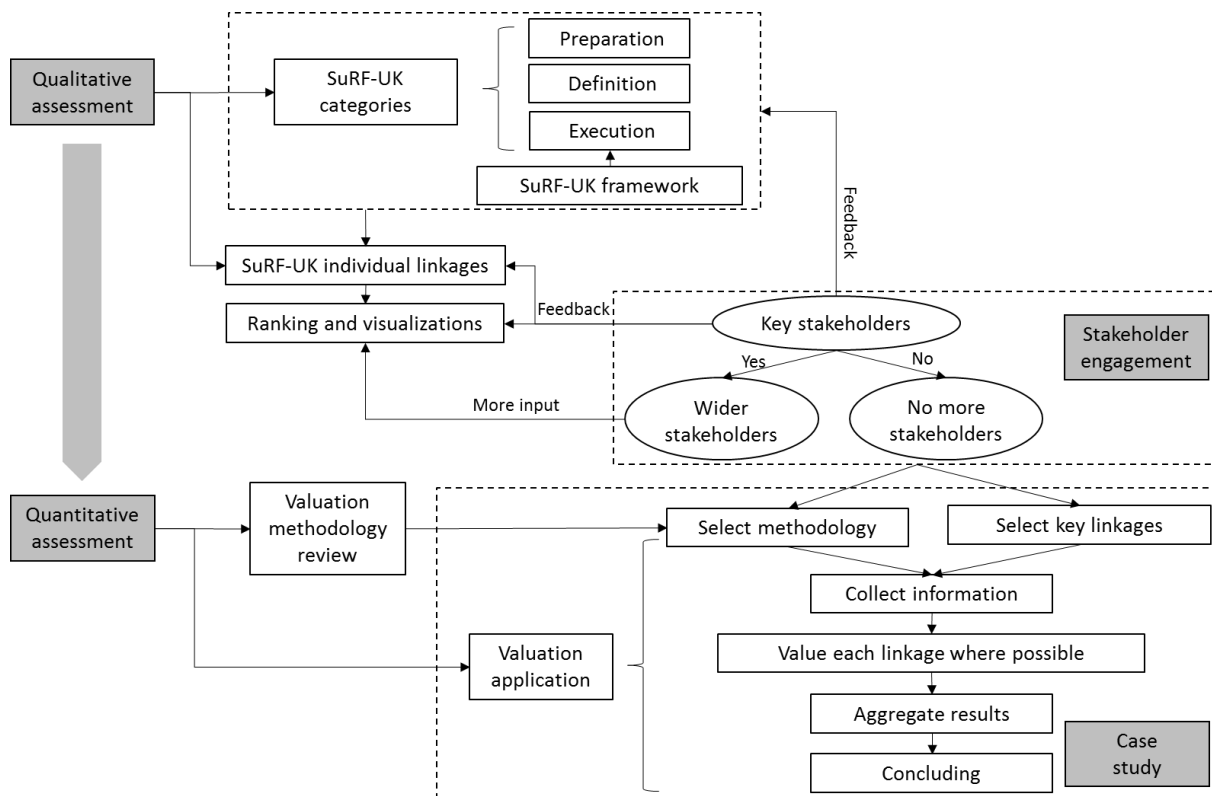 Qualitative
assessment
SuRF-UK
categories
Preparation
Definition
Execution
SuRF-UK framework
Feedback
SuRF-UK individual linkages
Ranking and visualizations
Feedback
Key stakeholders
Stakeholder
engagement
Yes
No
More input
Wider
stakeholders
No more
stakeholders
Quantitative
assessment
Valuation
methodology
review
Select methodology
Select key linkages
Collect information
Valuation
application
Value each linkage where possible
Aggregate results
Concluding
Case
study